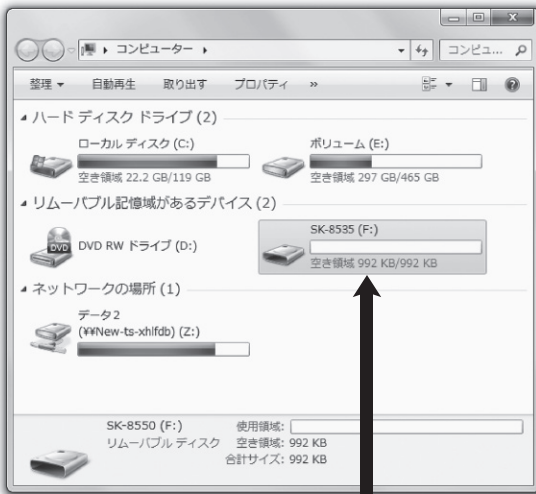 コンピューター
コンピュ...
整理
自動再生
取り出す
プロパティ
»
ハード ディスク ドライブ (2)
ローカル ディスク (C:)
空き領域 22.2 GB/119 GB
ボリューム (E:)
空き領域 297 GB/465 GB
リムーバブル記憶域があるデバイス (2)
DVD
DVD RW ドライブ (D:)
SK-8535 (F:)
空き領域 992 KB/992 KB
ネットワークの場所 (1)
データ2
(¥¥New-ts-xhlfdb) (Z:)
SK-8550 (F:)
使用領域:
リムーバブル ディスク
空き領域: 992 KB
合計サイズ: 992 KB